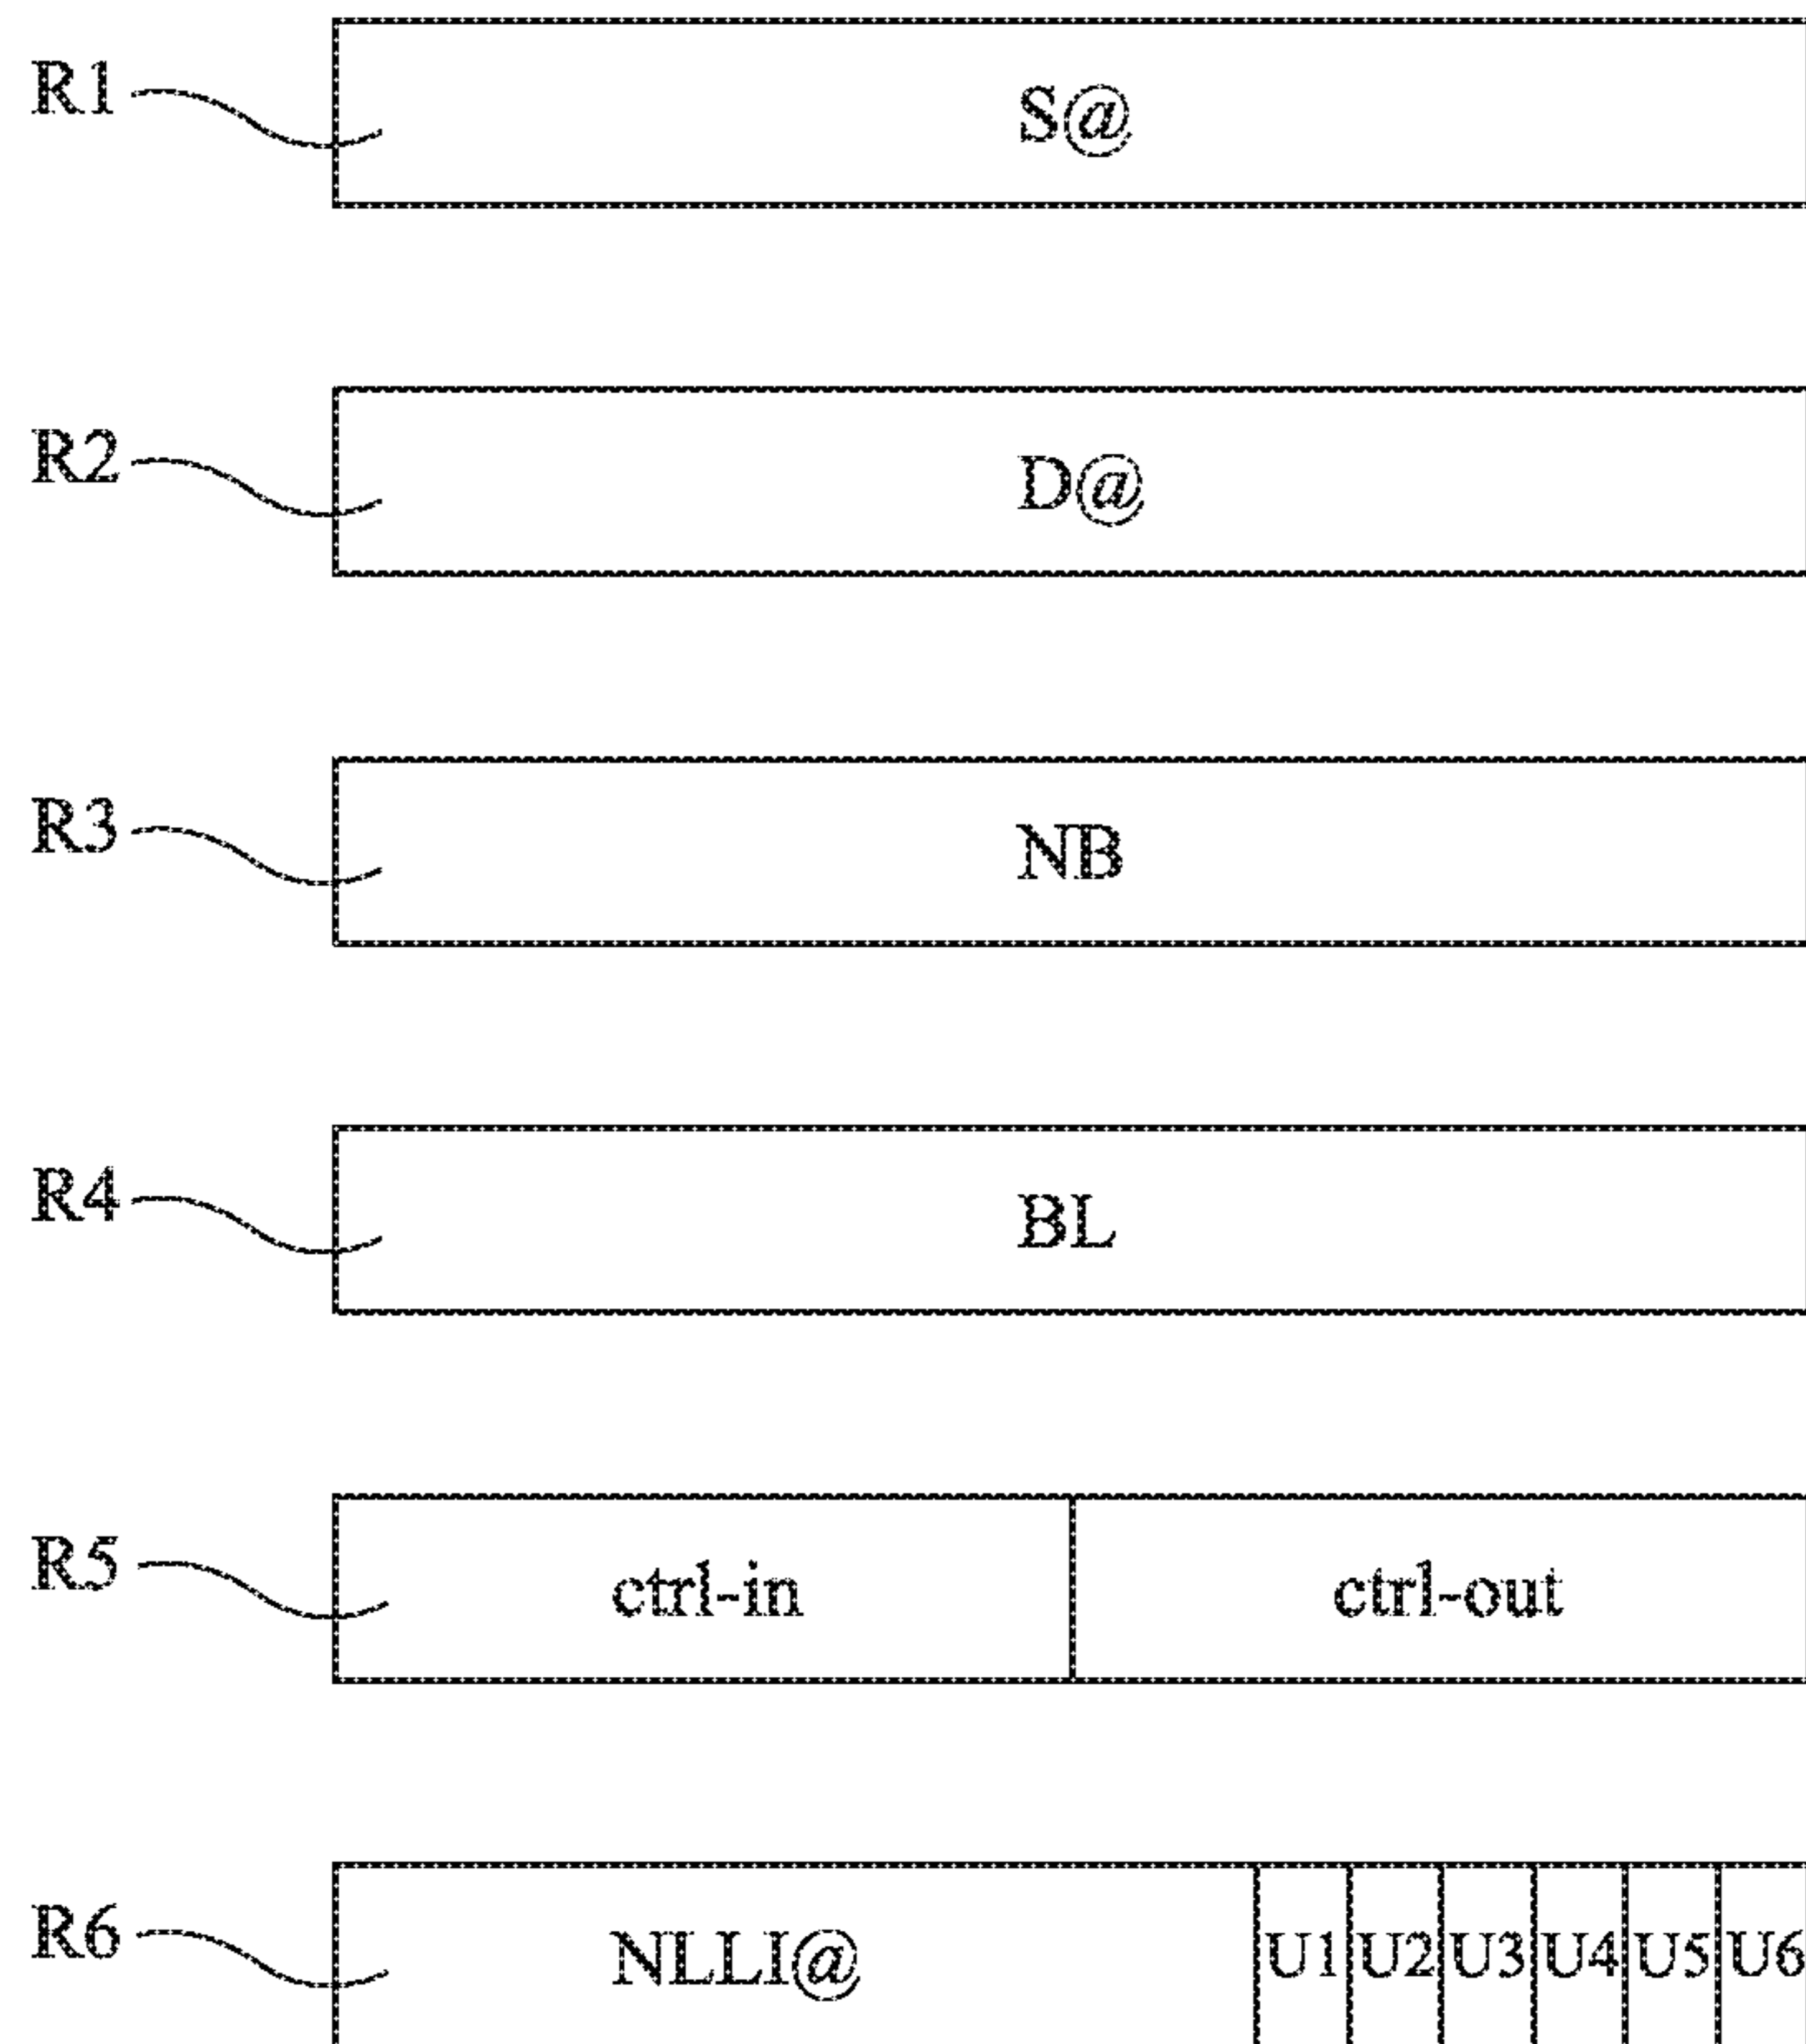 R1 S@
R2 D@
R3 NB
R4 BL
R5 ctrl-in ctrl-out
R6 NLLI@ U1 U2 U3 U4 U5 U6